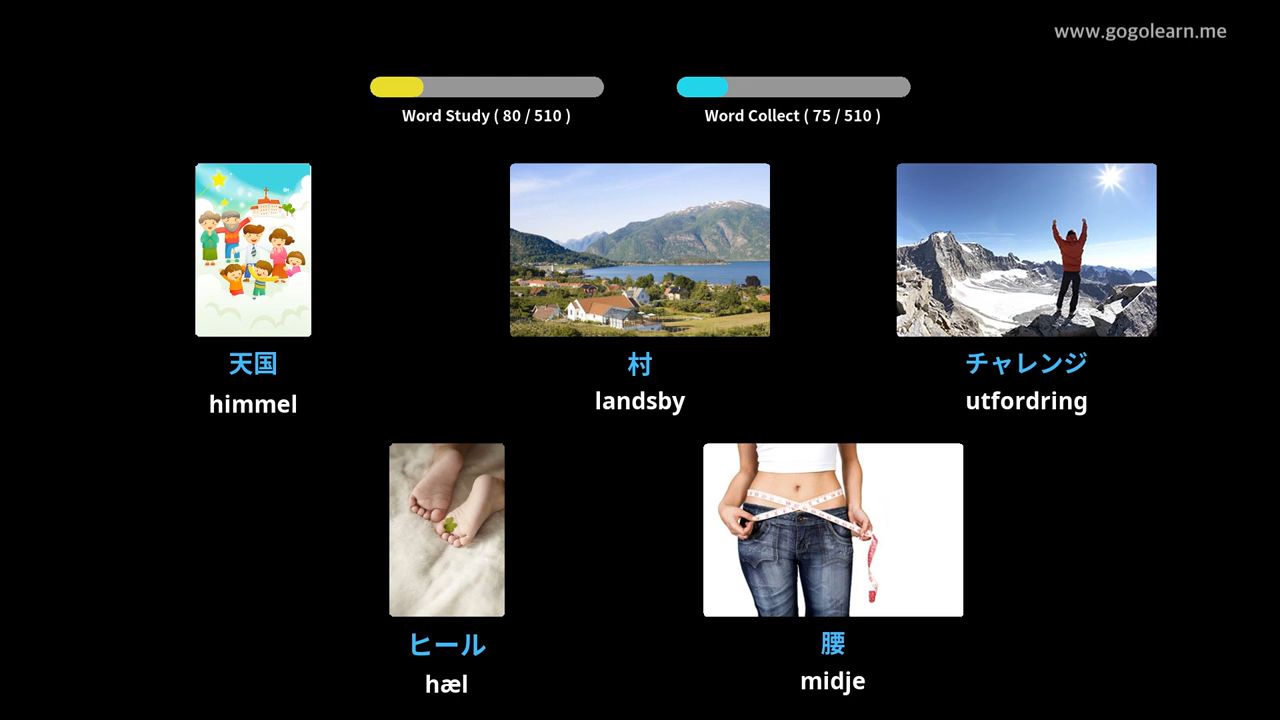 www.gogolearn.me
Word Study ( 80 / 510 )
Word Collect ( 75 / 510 )
天国
himmel
村
landsby
チャレンジ
utfordring
ヒール
hæl
腰
midje